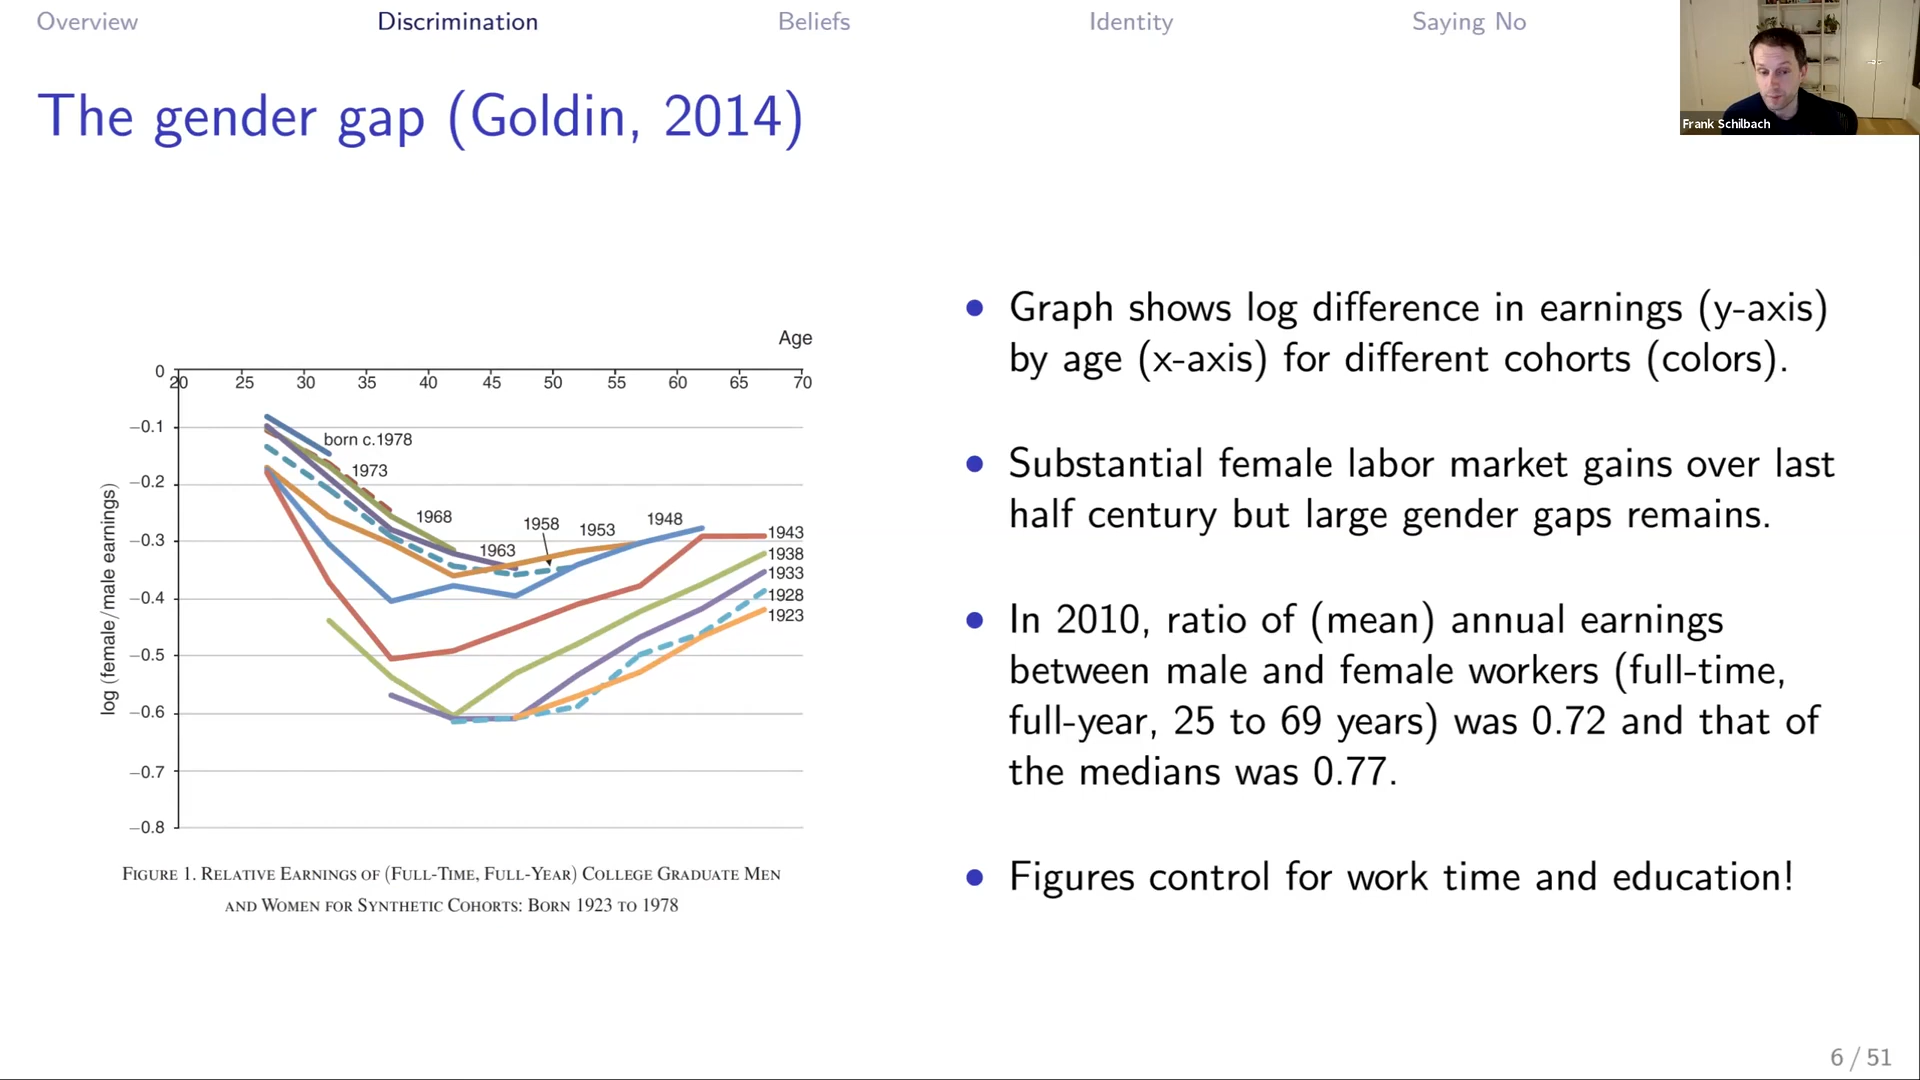 Overview Discrimination Beliefs Identity Saying No
Frank Schilbach
The gender gap (Goldin, 2014)
Age
0
20 25 30 35 40 45 50 55 60 65 70
−0.1
−0.2
−0.3
−0.4
−0.5
−0.6
−0.7
−0.8
log (female/male earnings)
born c.1978
1973
1968
1963
1958
1953
1948
1943
1938
1933
1928
1923
FIGURE 1. RELATIVE EARNINGS OF (FULL-TIME, FULL-YEAR) COLLEGE GRADUATE MEN
AND WOMEN FOR SYNTHETIC COHORTS: BORN 1923 TO 1978
• Graph shows log difference in earnings (y-axis)
by age (x-axis) for different cohorts (colors).
• Substantial female labor market gains over last
half century but large gender gaps remains.
• In 2010, ratio of (mean) annual earnings
between male and female workers (full-time,
full-year, 25 to 69 years) was 0.72 and that of
the medians was 0.77.
• Figures control for work time and education!
6 / 51